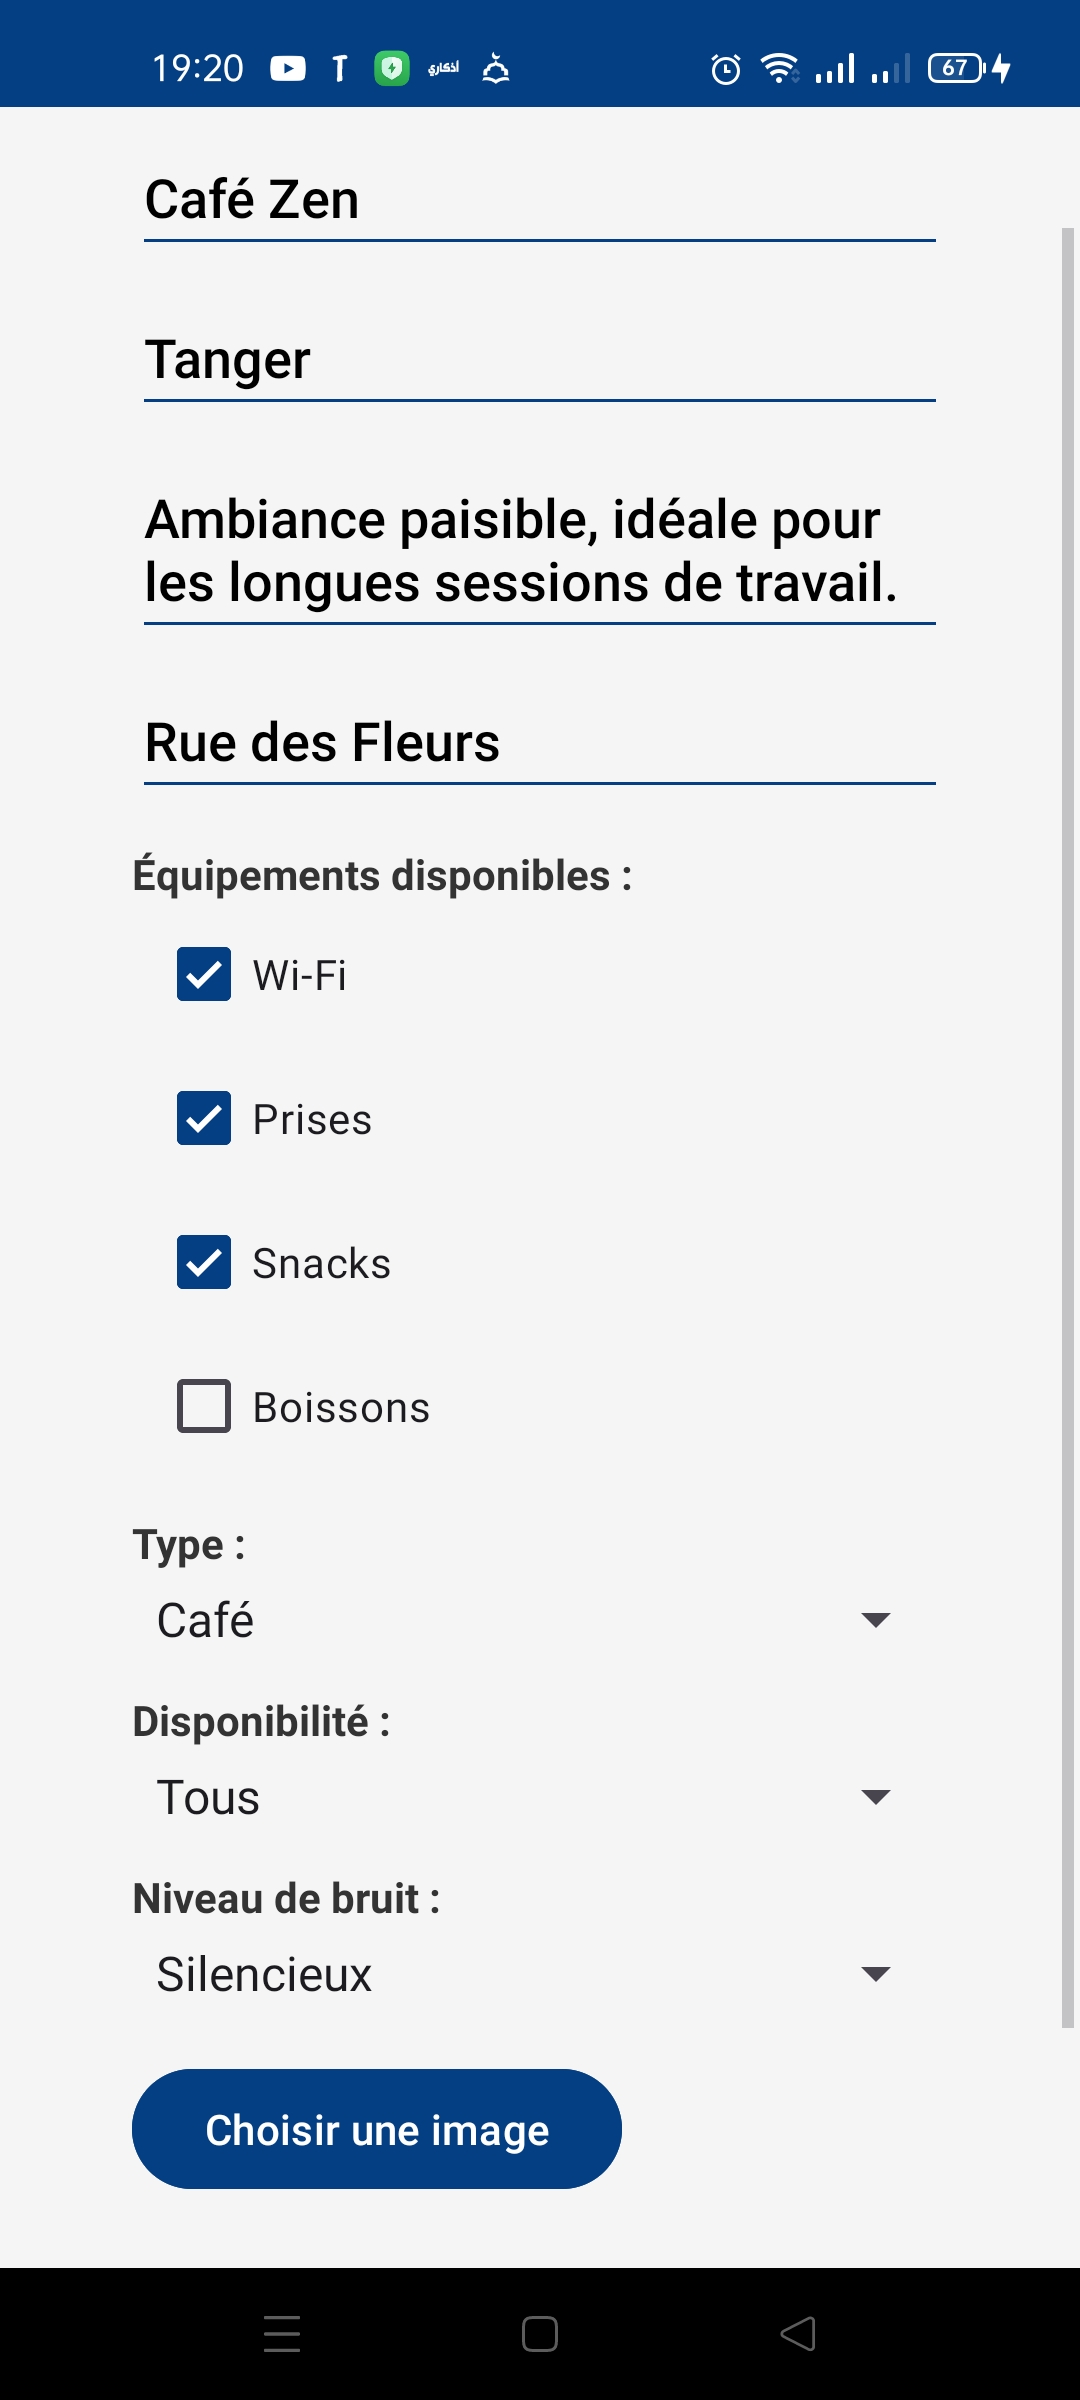 19:20
أذكاري
67
Café Zen
Tanger
Ambiance paisible, idéale pour
les longues sessions de travail.
Rue des Fleurs
Équipements disponibles :
Wi-Fi
Prises
Snacks
Boissons
Type :
Café
Disponibilité :
Tous
Niveau de bruit :
Silencieux
Choisir une image